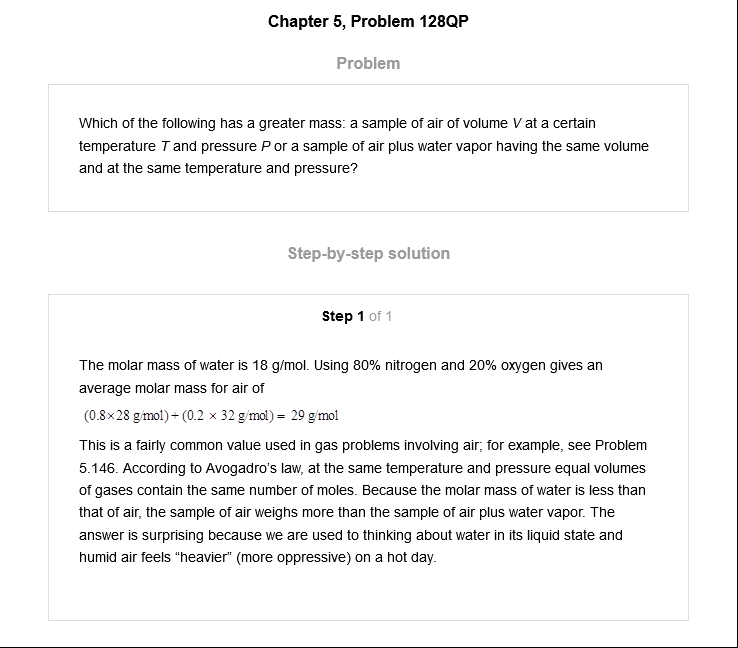 Chapter 5, Problem 128QP
Problem
Which of the following has a greater mass: a sample of air of volume V at a certain
temperature T and pressure P or a sample of air plus water vapor having the same volume
and at the same temperature and pressure?
Step-by-step solution
Step 1 of 1
The molar mass of water is 18 g/mol. Using 80% nitrogen and 20% oxygen gives an
average molar mass for air of
(0.8×28 g/mol) + (0.2 × 32 g/mol) = 29 g/mol
This is a fairly common value used in gas problems involving air; for example, see Problem
5.146. According to Avogadro's law, at the same temperature and pressure equal volumes
of gases contain the same number of moles. Because the molar mass of water is less than
that of air, the sample of air weighs more than the sample of air plus water vapor. The
answer is surprising because we are used to thinking about water in its liquid state and
humid air feels “heavier” (more oppressive) on a hot day.